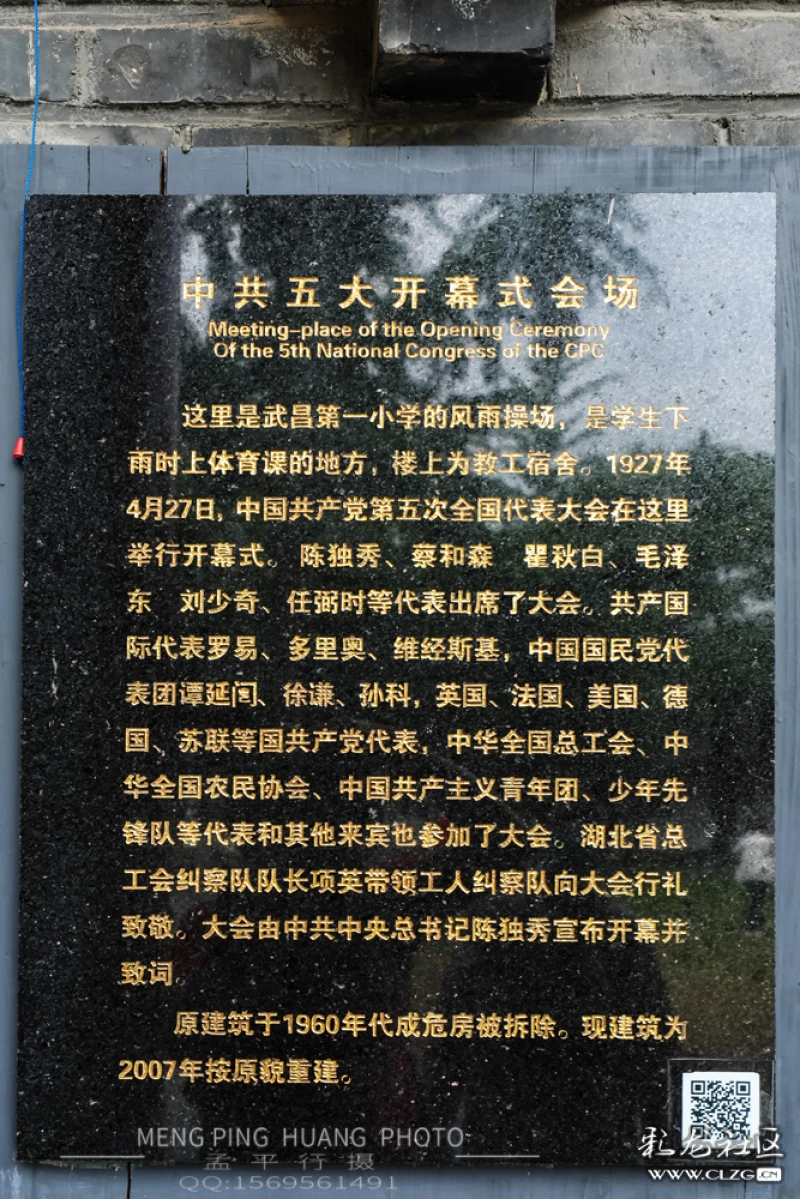 中共五大开幕式会场
Meeting-place of the Opening Ceremony
Of the 5th National Congress of the CPC
这里是武昌第一小学的风雨操场，是学生下
雨时上体育课的地方，楼上为教工宿舍。1927年
4月27日，中国共产党第五次全国代表大会在这里
举行开幕式。陈独秀、蔡和森　瞿秋白、毛泽
东　刘少奇、任弼时等代表出席了大会。共产国
际代表罗易、多里奥、维经斯基，中国国民党代
表团谭延闿、徐谦、孙科，英国、法国、美国、德
国、苏联等国共产党代表，中华全国总工会、中
华全国农民协会、中国共产主义青年团、少年先
锋队等代表和其他来宾也参加了大会。湖北省总
工会纠察队队长项英带领工人纠察队向大会行礼
致敬。大会由中共中央总书记陈独秀宣布开幕并
致词。
原建筑于1960年代成危房被拆除。现建筑为
2007年按原貌重建。
MENG PING HUANG PHOTO
孟平行摄
QQ:1569561491
彩龙社区
WWW.CLZG.CN